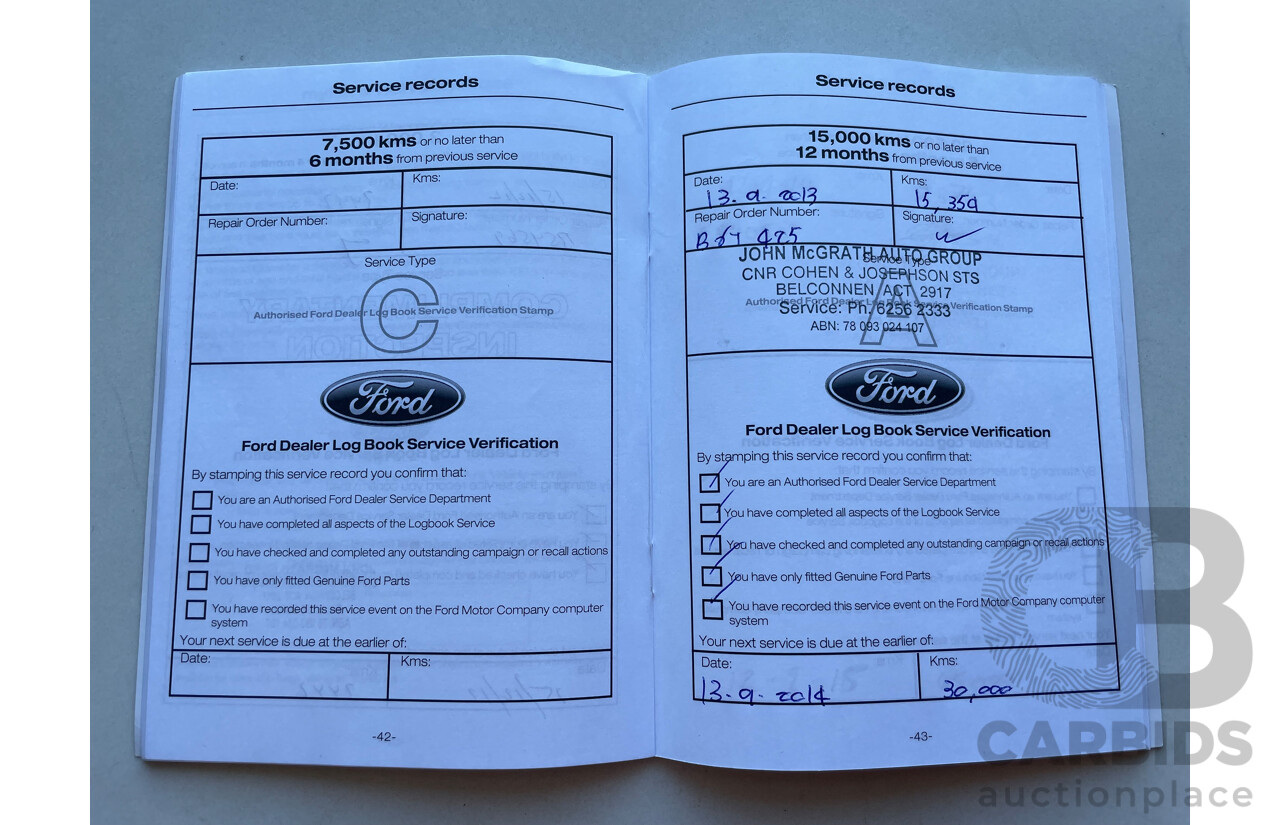 Service records
7,500 kms or no later than
6 months from previous service
Date:
Kms:
Repair Order Number:
Signature:
Service Type
C
Authorised Ford Dealer Log Book Service Verification Stamp
Ford
Ford Dealer Log Book Service Verification
By stamping this service record you confirm that:
You are an Authorised Ford Dealer Service Department
You have completed all aspects of the Logbook Service
You have checked and completed any outstanding campaign or recall actions
You have only fitted Genuine Ford Parts
You have recorded this service event on the Ford Motor Company computer
system
Your next service is due at the earlier of:
Date:
Kms:
-42-
Service records
15,000 kms or no later than
12 months from previous service
Date:
13.9.2013
Kms:
15,359
Repair Order Number:
Signature:
Service Type
JOHN McGRATH AUTO GROUP
CNR COHEN & JOSEPHSON STS
BELCONNEN ACT 2917
A
Authorised Ford Dealer Log Book Service Verification Stamp
Service: Ph. 6256 2333
ABN: 78 093 024 107
Ford
Ford Dealer Log Book Service Verification
By stamping this service record you confirm that:
You are an Authorised Ford Dealer Service Department
You have completed all aspects of the Logbook Service
You have checked and completed any outstanding campaign or recall actions
You have only fitted Genuine Ford Parts
You have recorded this service event on the Ford Motor Company computer
system
Your next service is due at the earlier of:
Date:
13.9.2014
Kms:
30,000
-43-
CB
CARBIDS
auctionplace